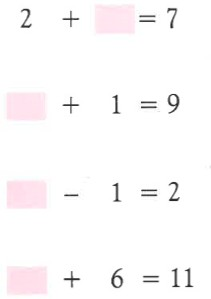 2 + = 7
+ 1 = 9
- 1 = 2
+ 6 = 11